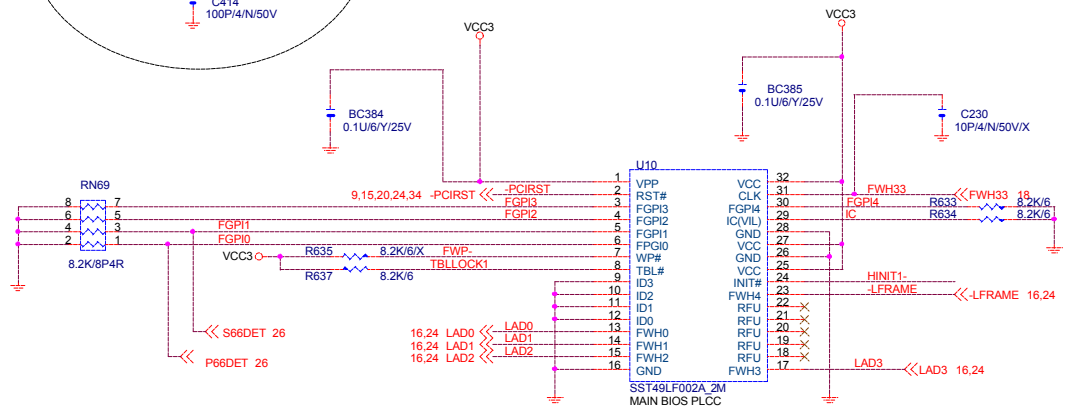 C414
100P/4/N/50V
VCC3
VCC3
BC384
0.1U/6/Y/25V
BC385
0.1U/6/Y/25V
C230
10P/4/N/50V/X
U10
RN69
8 7
6 5
4 3
2 1
8.2K/8P4R
9,15,20,24,34 -PCIRST
-PCIRST
FGPI3
FGPI2
FGPI1
FGPI0
VCC3
R635 8.2K/6/X FWP-
R637 8.2K/6 TBLLOCK1
S66DET 26
P66DET 26
16,24 LAD0 LAD0
16,24 LAD1 LAD1
16,24 LAD2 LAD2
1 VPP
2 RST#
3 FGPI3
4 FGPI2
5 FGPI1
6 FPGI0
7 WP#
8 TBL#
9 ID3
10 ID2
11 ID1
12 ID0
13 FWH0
14 FWH1
15 FWH2
16 GND
VCC 32
CLK 31
FGPI4 30
IC(VIL) 29
GND 28
VCC 27
GND 26
VCC 25
INIT# 24
FWH4 23
RFU 22
RFU 21
RFU 20
RFU 19
RFU 18
FWH3 17
FWH33 FWH33 18
FGPI4 R633 8.2K/6
IC R634 8.2K/6
HINIT1-
-LFRAME -LFRAME 16,24
LAD3 LAD3 16,24
SST49LF002A_2M
MAIN BIOS PLCC